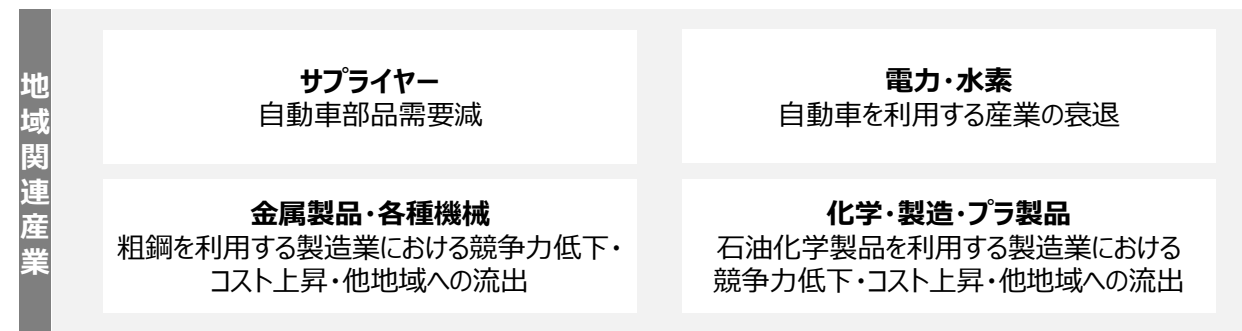 地域関連産業
サプライヤー
自動車部品需要減
電力・水素
自動車を利用する産業の衰退
金属製品・各種機械
粗鋼を利用する製造業における競争力低下・
コスト上昇・他地域への流出
化学・製造・プラ製品
石油化学製品を利用する製造業における
競争力低下・コスト上昇・他地域への流出